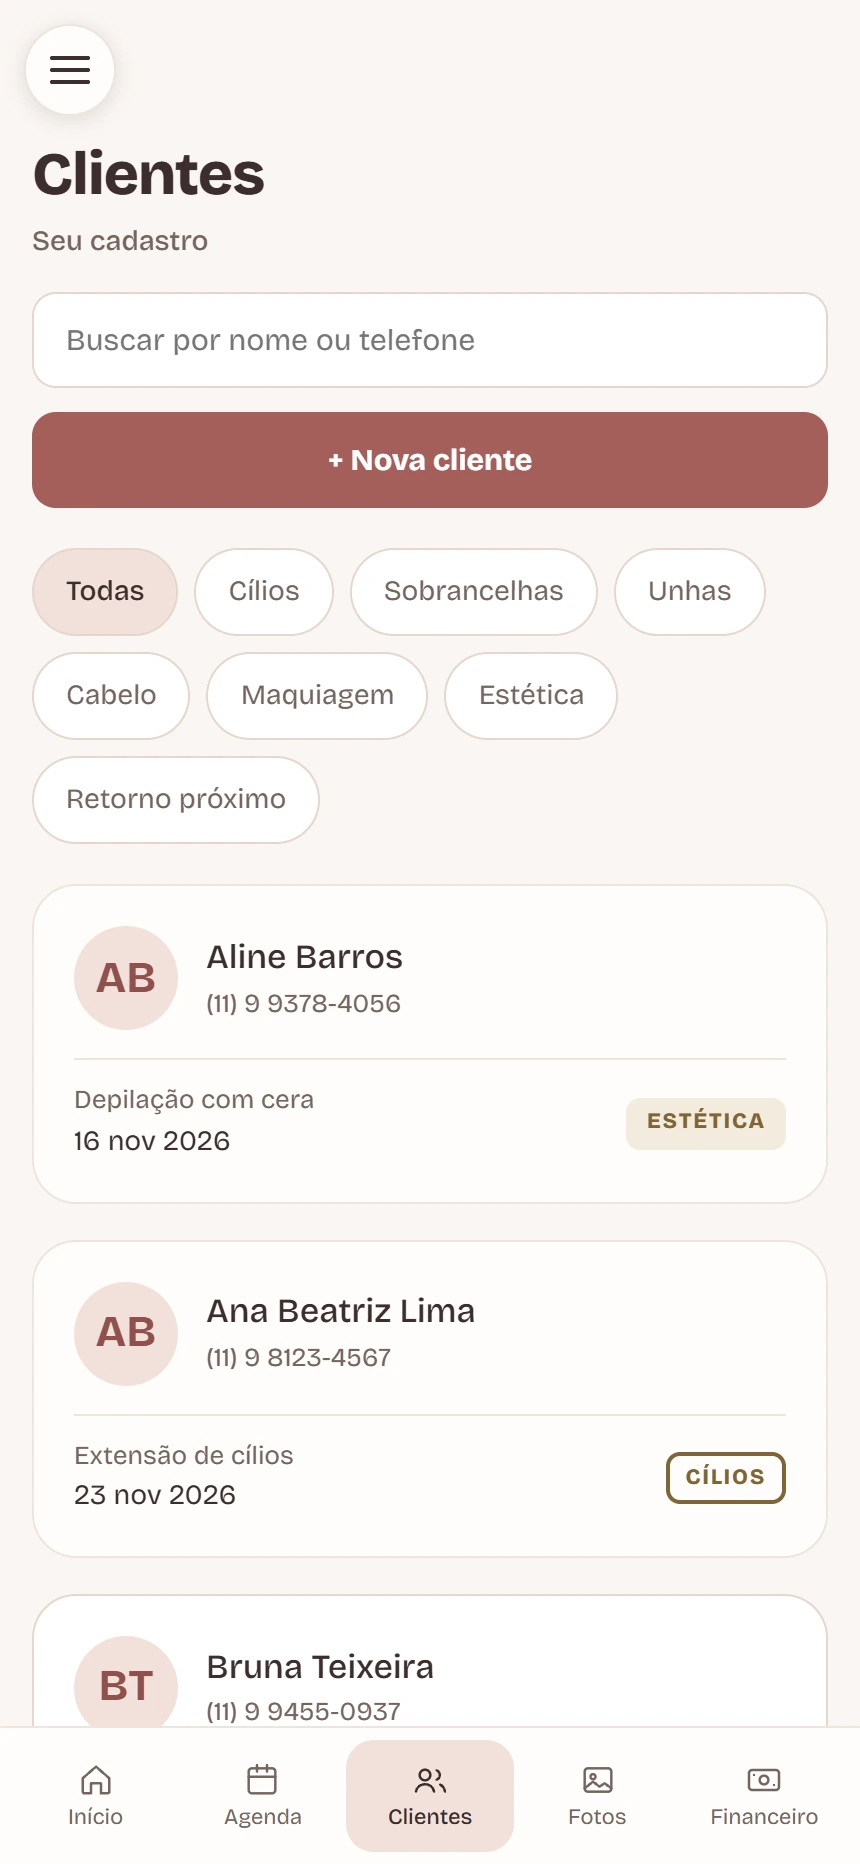 Clientes
Seu cadastro
Buscar por nome ou telefone
+ Nova cliente
Todas
Cílios
Sobrancelhas
Unhas
Cabelo
Maquiagem
Estética
Retorno próximo
AB
Aline Barros
(11) 9 9378-4056
Depilação com cera
16 nov 2026
ESTÉTICA
AB
Ana Beatriz Lima
(11) 9 8123-4567
Extensão de cílios
23 nov 2026
CÍLIOS
BT
Bruna Teixeira
(11) 9 9455-0937
Início
Agenda
Clientes
Fotos
Financeiro